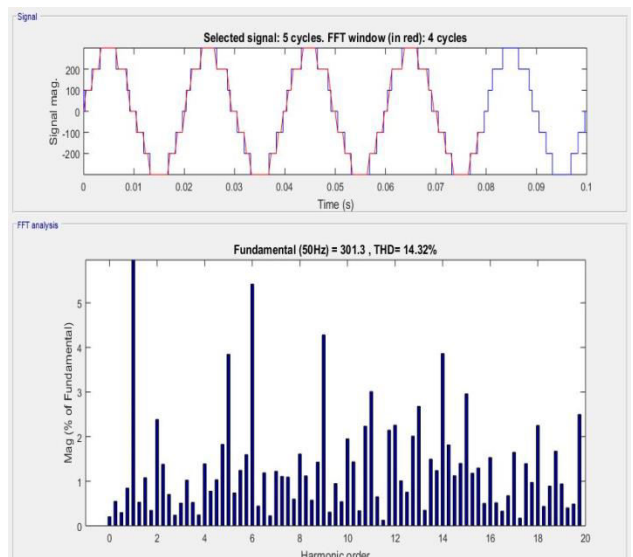 Signal
Selected signal: 5 cycles. FFT window (in red): 4 cycles
Signal mag.
200
100
0
-100
-200
0 0.01 0.02 0.03 0.04 0.05 0.06 0.07 0.08 0.09 0.1
Time (s)
FFT analysis
Fundamental (50Hz) = 301.3 , THD= 14.32%
Mag (% of Fundamental)
5
4
3
2
1
0
0 2 4 6 8 10 12 14 16 18 20
Harmonic order